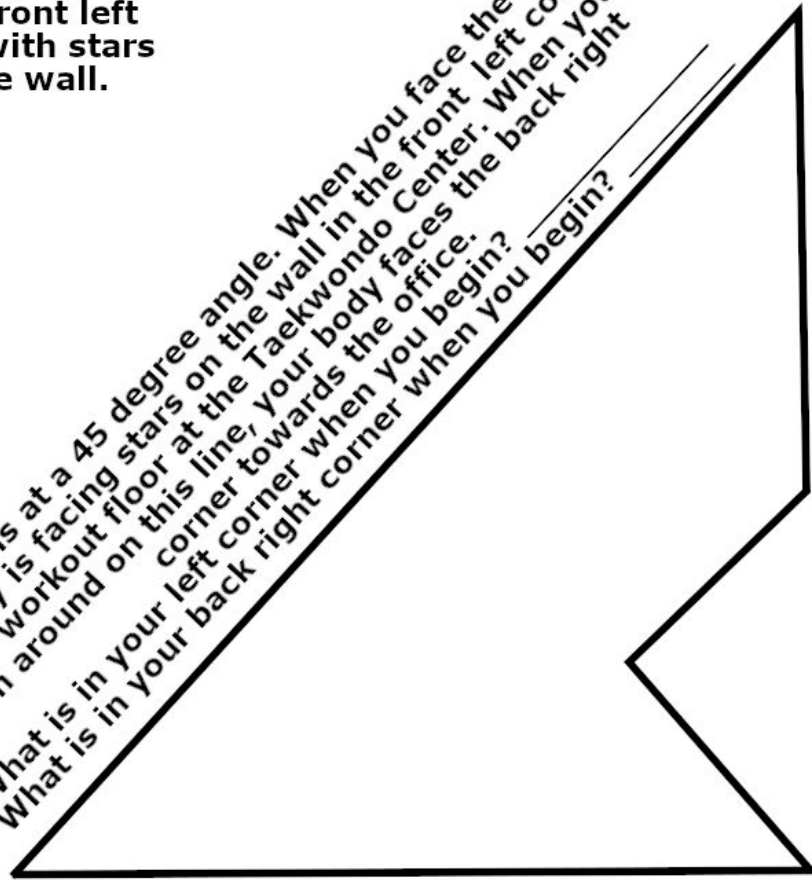 ront left
with stars
e wall.
is at a 45 degree angle. When you face the
is facing stars on the wall in the front left co
workout floor at the Taekwondo Center. When you
around on this line, your body faces the back right
corner towards the office.
What is in your left corner when you begin?
What is in your back right corner when you begin?